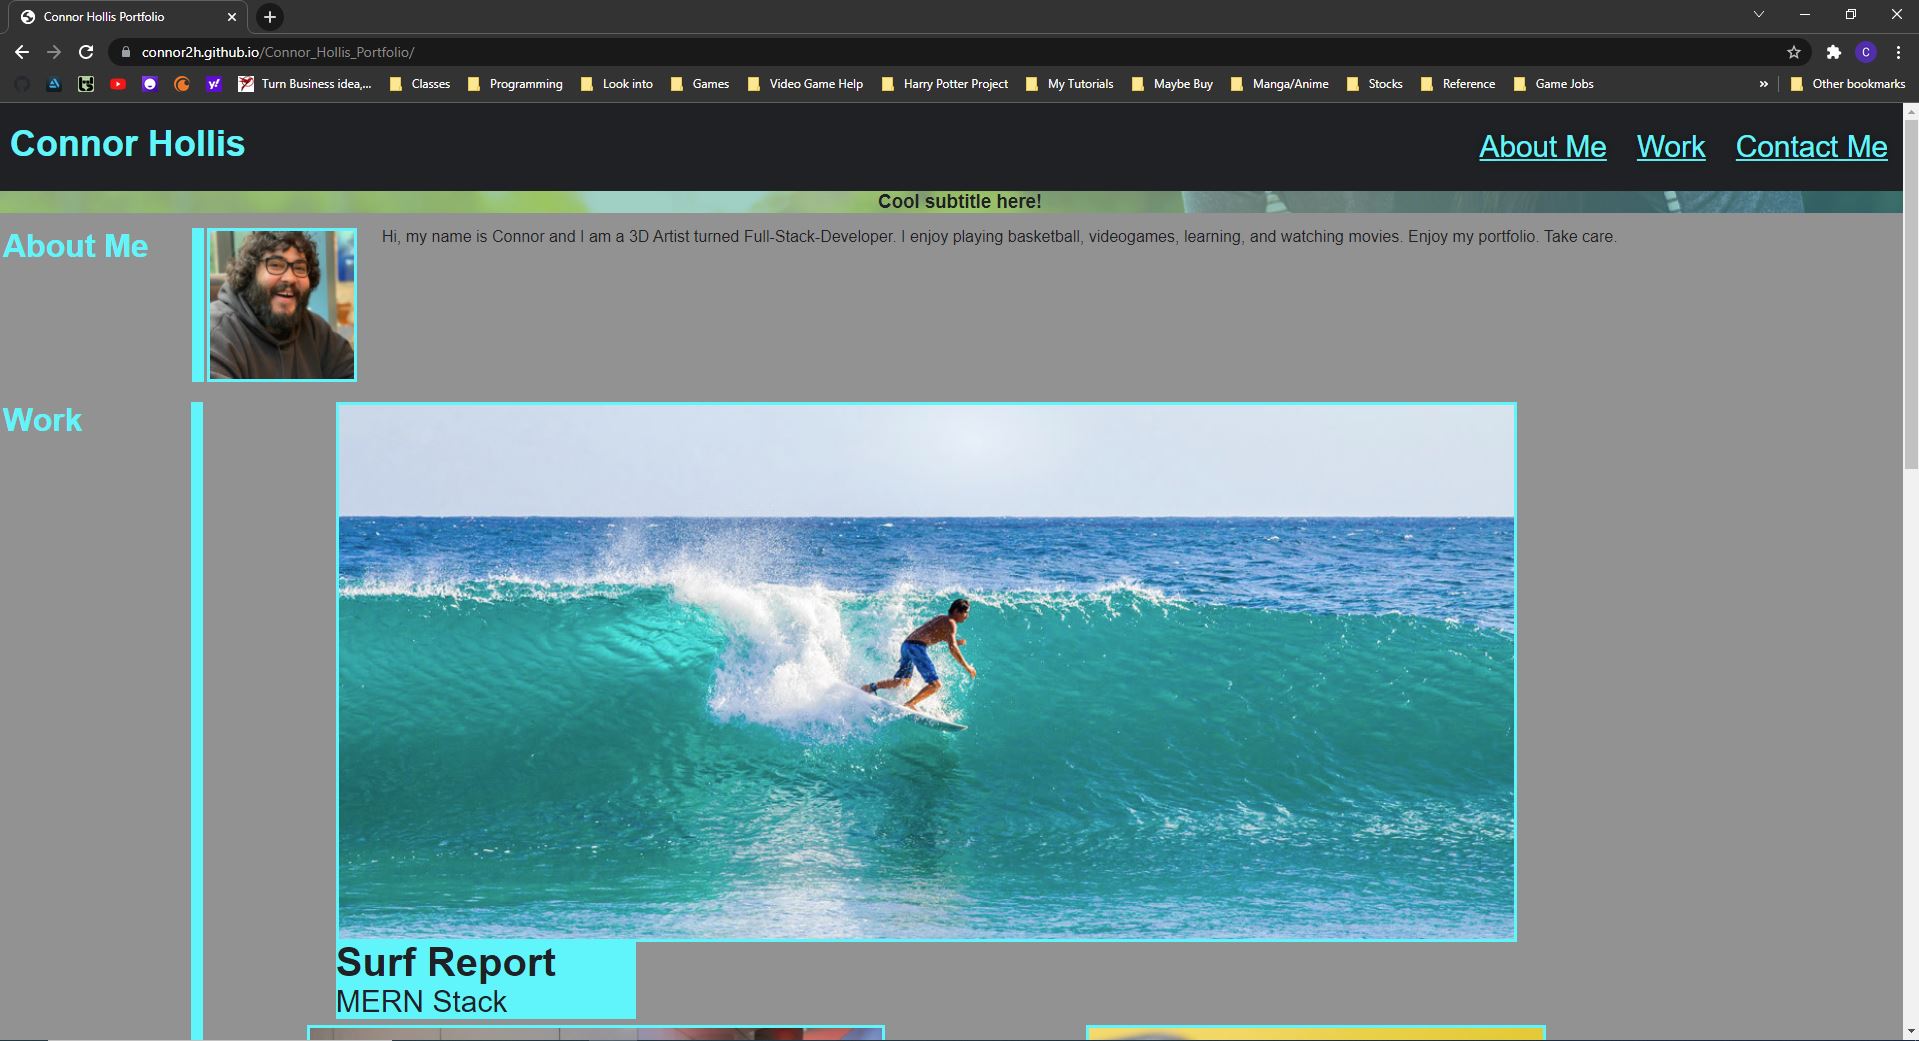 Connor Hollis Portfolio
connor2h.github.io/Connor_Hollis_Portfolio/
C
y!
Turn Business idea,...
Classes
Programming
Look into
Games
Video Game Help
Harry Potter Project
My Tutorials
Maybe Buy
Manga/Anime
Stocks
Reference
Game Jobs
»
Other bookmarks
Connor Hollis
About Me
Work
Contact Me
Cool subtitle here!
About Me
Hi, my name is Connor and I am a 3D Artist turned Full-Stack-Developer. I enjoy playing basketball, videogames, learning, and watching movies. Enjoy my portfolio. Take care.
Work
Surf Report
MERN Stack